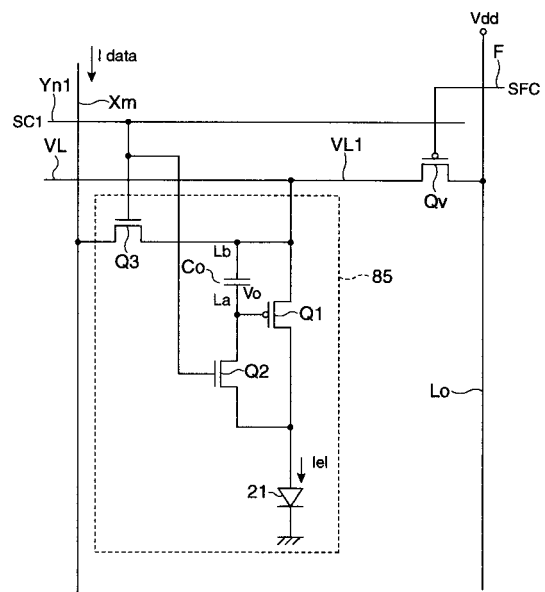 Vdd
I data
F
Yn1
Xm
SFC
SC1
VL
VL1
Qv
Q3
Lb
Co
85
La
Vo
Q1
Q2
Lo
Iel
21